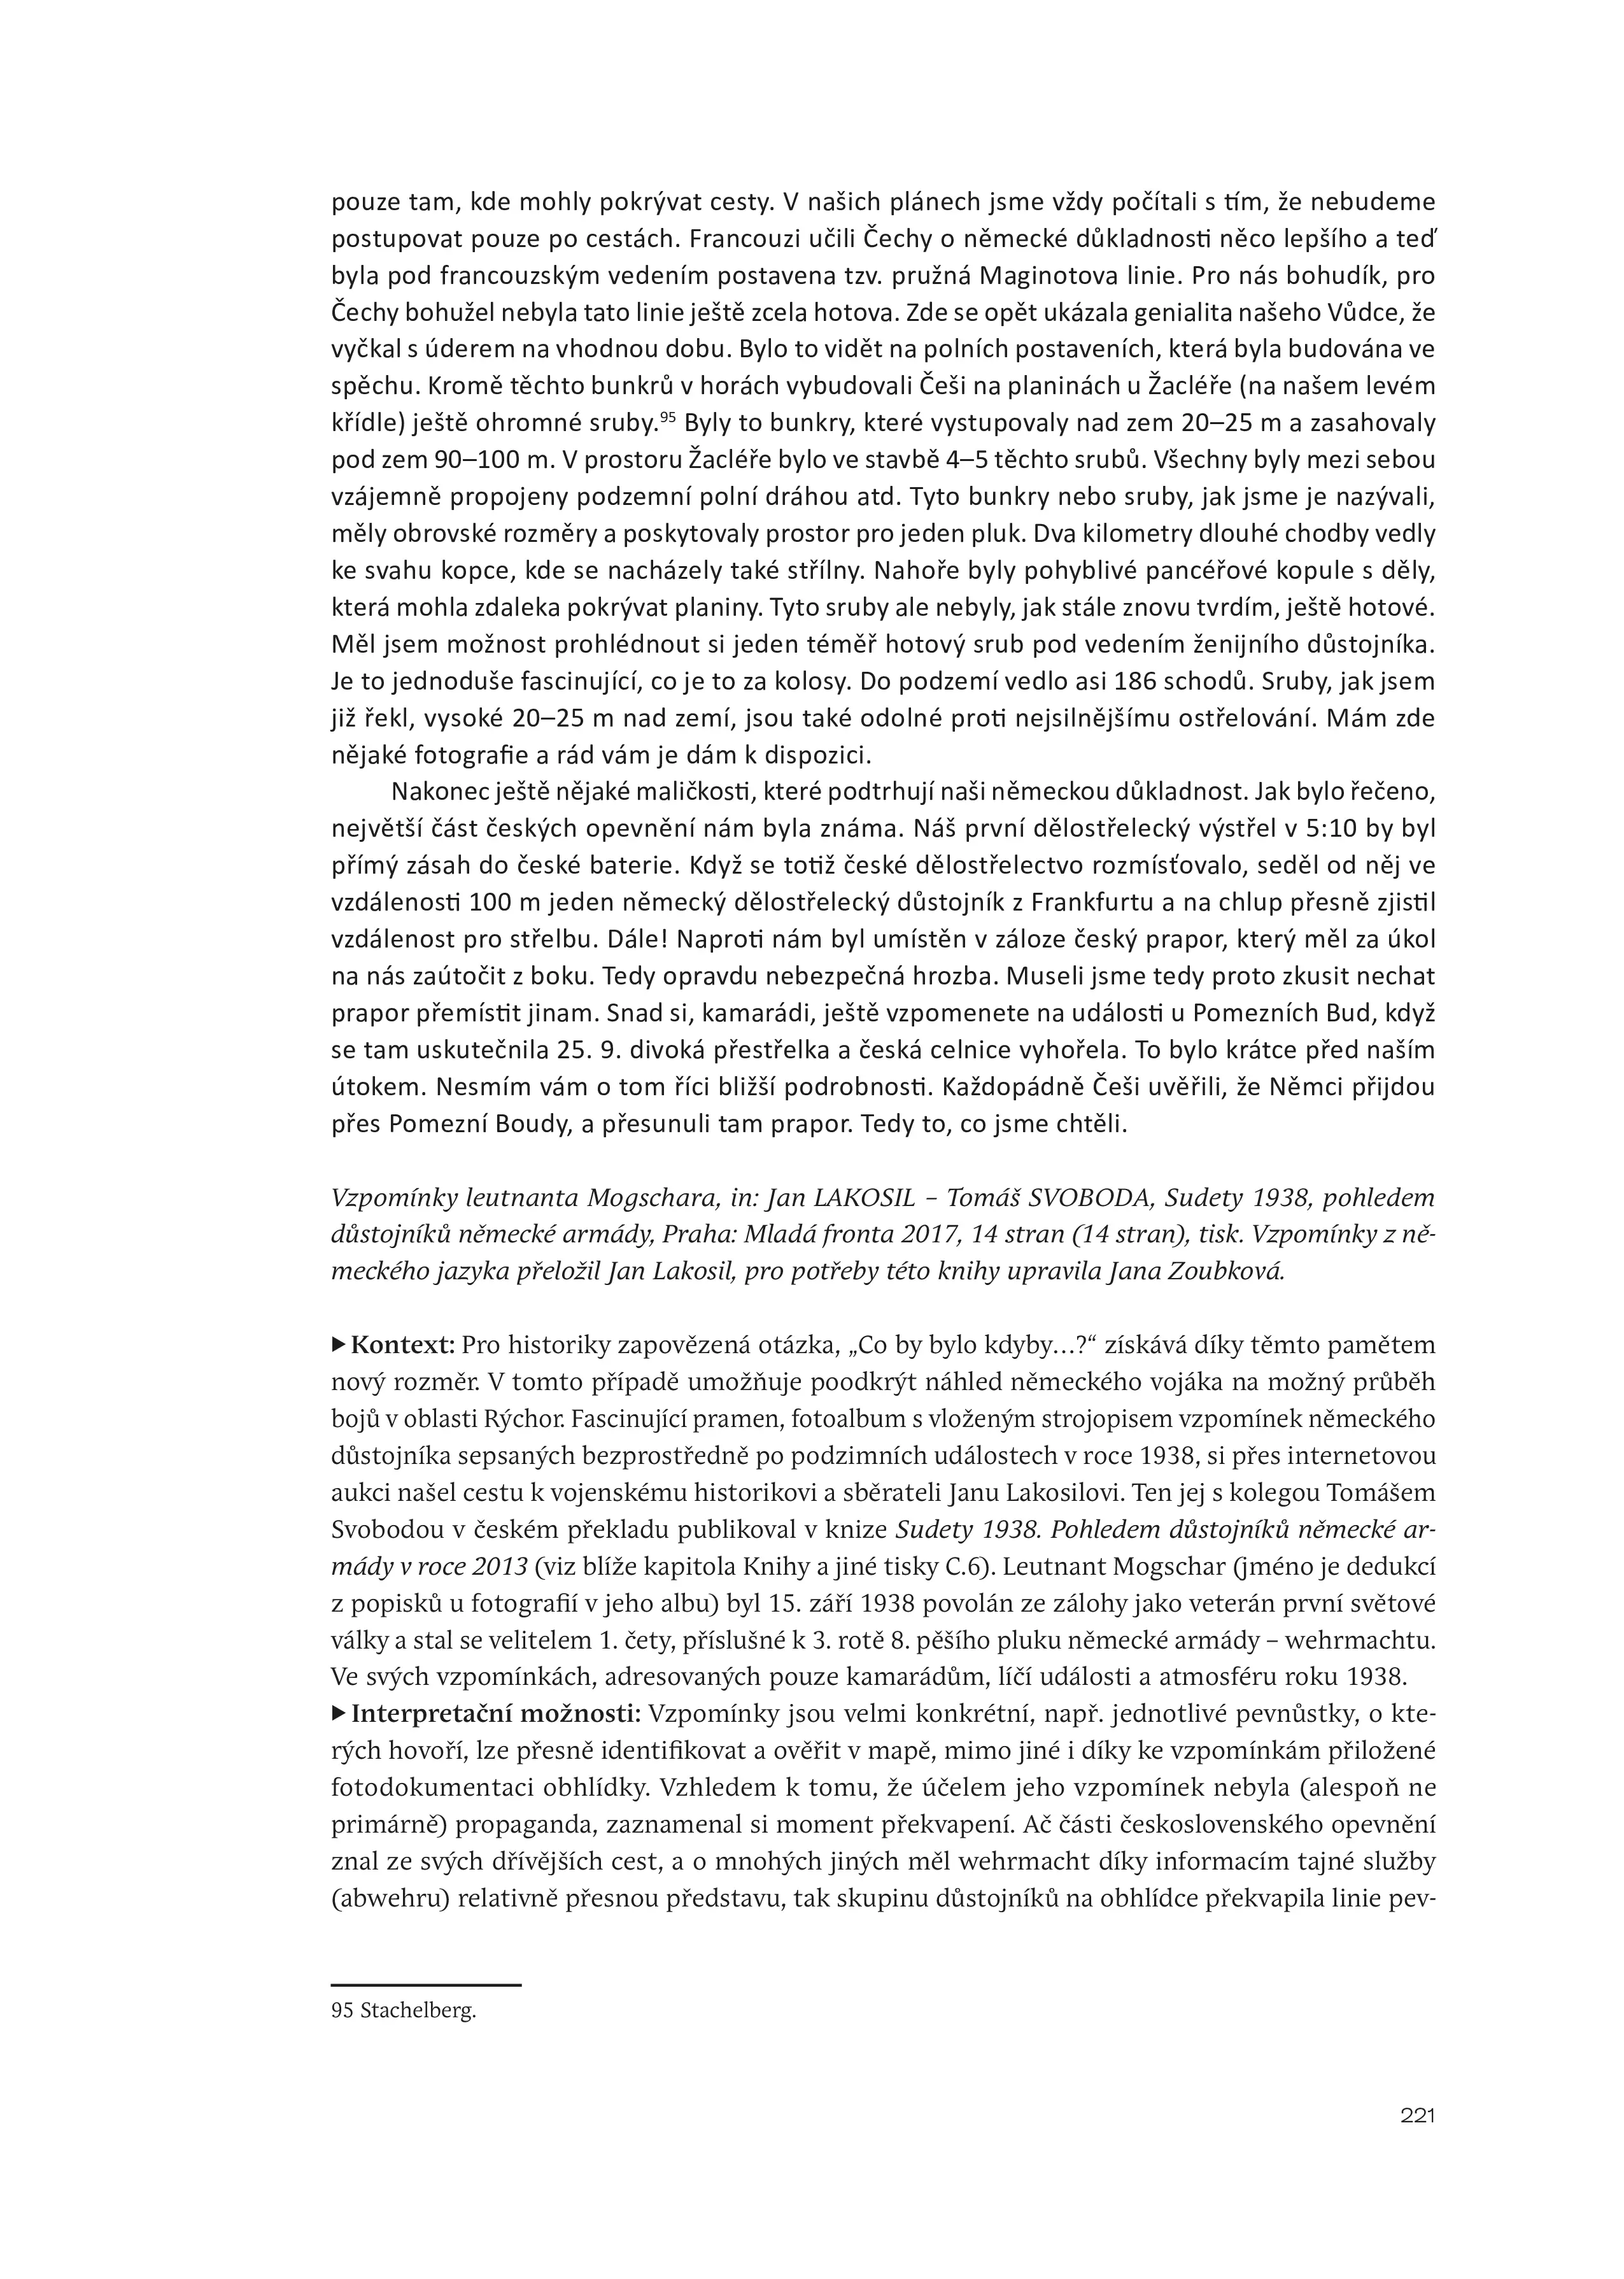 pouze tam, kde mohly pokrývat cesty. V našich plánech jsme vždy počítali s tím, že nebudeme
postupovat pouze po cestách. Francouzi učili Čechy o německé důkladnosti něco lepšího a teď
byla pod francouzským vedením postavena tzv. pružná Maginotova linie. Pro nás bohudík, pro
Čechy bohužel nebyla tato linie ještě zcela hotova. Zde se opět ukázala genialita našeho Vůdce, že
vyčkal s úderem na vhodnou dobu. Bylo to vidět na polních postaveních, která byla budována ve
spěchu. Kromě těchto bunkrů v horách vybudovali Češi na planinách u Žacléře (na našem levém
křídle) ještě ohromné sruby.95 Byly to bunkry, které vystupovaly nad zem 20–25 m a zasahovaly
pod zem 90–100 m. V prostoru Žacléře bylo ve stavbě 4–5 těchto srubů. Všechny byly mezi sebou
vzájemně propojeny podzemní polní dráhou atd. Tyto bunkry nebo sruby, jak jsme je nazývali,
měly obrovské rozměry a poskytovaly prostor pro jeden pluk. Dva kilometry dlouhé chodby vedly
ke svahu kopce, kde se nacházely také střílny. Nahoře byly pohyblivé pancéřové kopule s děly,
která mohla zdaleka pokrývat planiny. Tyto sruby ale nebyly, jak stále znovu tvrdím, ještě hotové.
Měl jsem možnost prohlédnout si jeden téměř hotový srub pod vedením ženijního důstojníka.
Je to jednoduše fascinující, co je to za kolosy. Do podzemí vedlo asi 186 schodů. Sruby, jak jsem
již řekl, vysoké 20–25 m nad zemí, jsou také odolné proti nejsilnějšímu ostřelování. Mám zde
nějaké fotografie a rád vám je dám k dispozici.
Nakonec ještě nějaké maličkosti, které podtrhují naši německou důkladnost. Jak bylo řečeno,
největší část českých opevnění nám byla známa. Náš první dělostřelecký výstřel v 5:10 by byl
přímý zásah do české baterie. Když se totiž české dělostřelectvo rozmísťovalo, seděl od něj ve
vzdálenosti 100 m jeden německý dělostřelecký důstojník z Frankfurtu a na chlup přesně zjistil
vzdálenost pro střelbu. Dále! Naproti nám byl umístěn v záloze český prapor, který měl za úkol
na nás zaútočit z boku. Tedy opravdu nebezpečná hrozba. Museli jsme tedy proto zkusit nechat
prapor přemístit jinam. Snad si, kamarádi, ještě vzpomenete na události u Pomezních Bud, když
se tam uskutečnila 25. 9. divoká přestřelka a česká celnice vyhořela. To bylo krátce před naším
útokem. Nesmím vám o tom říci bližší podrobnosti. Každopádně Češi uvěřili, že Němci přijdou
přes Pomezní Boudy, a přesunuli tam prapor. Tedy to, co jsme chtěli.
Vzpomínky leutnanta Mogschara, in: Jan LAKOSIL – Tomáš SVOBODA, Sudety 1938, pohledem
důstojníků německé armády, Praha: Mladá fronta 2017, 14 stran (14 stran), tisk. Vzpomínky z ně-
meckého jazyka přeložil Jan Lakosil, pro potřeby této knihy upravila Jana Zoubková.
▶ Kontext: Pro historiky zapovězená otázka, „Co by bylo kdyby…?“ získává díky těmto pamětem
nový rozměr. V tomto případě umožňuje poodkrýt náhled německého vojáka na možný průběh
bojů v oblasti Rýchor. Fascinující pramen, fotoalbum s vloženým strojopisem vzpomínek německého
důstojníka sepsaných bezprostředně po podzimních událostech v roce 1938, si přes internetovou
aukci našel cestu k vojenskému historikovi a sběrateli Janu Lakosilovi. Ten jej s kolegou Tomášem
Svobodou v českém překladu publikoval v knize Sudety 1938. Pohledem důstojníků německé ar-
mády v roce 2013 (viz blíže kapitola Knihy a jiné tisky C.6). Leutnant Mogschar (jméno je dedukcí
z popisků u fotografií v jeho albu) byl 15. září 1938 povolán ze zálohy jako veterán první světové
války a stal se velitelem 1. čety, příslušné k 3. rotě 8. pěšího pluku německé armády – wehrmachtu.
Ve svých vzpomínkách, adresovaných pouze kamarádům, líčí události a atmosféru roku 1938.
▶ Interpretační možnosti: Vzpomínky jsou velmi konkrétní, např. jednotlivé pevnůstky, o kte-
rých hovoří, lze přesně identifikovat a ověřit v mapě, mimo jiné i díky ke vzpomínkám přiložené
fotodokumentaci obhlídky. Vzhledem k tomu, že účelem jeho vzpomínek nebyla (alespoň ne
primárně) propaganda, zaznamenal si moment překvapení. Ač části československého opevnění
znal ze svých dřívějších cest, a o mnohých jiných měl wehrmacht díky informacím tajné služby
(abwehru) relativně přesnou představu, tak skupinu důstojníků na obhlídce překvapila linie pev-
95 Stachelberg.
221